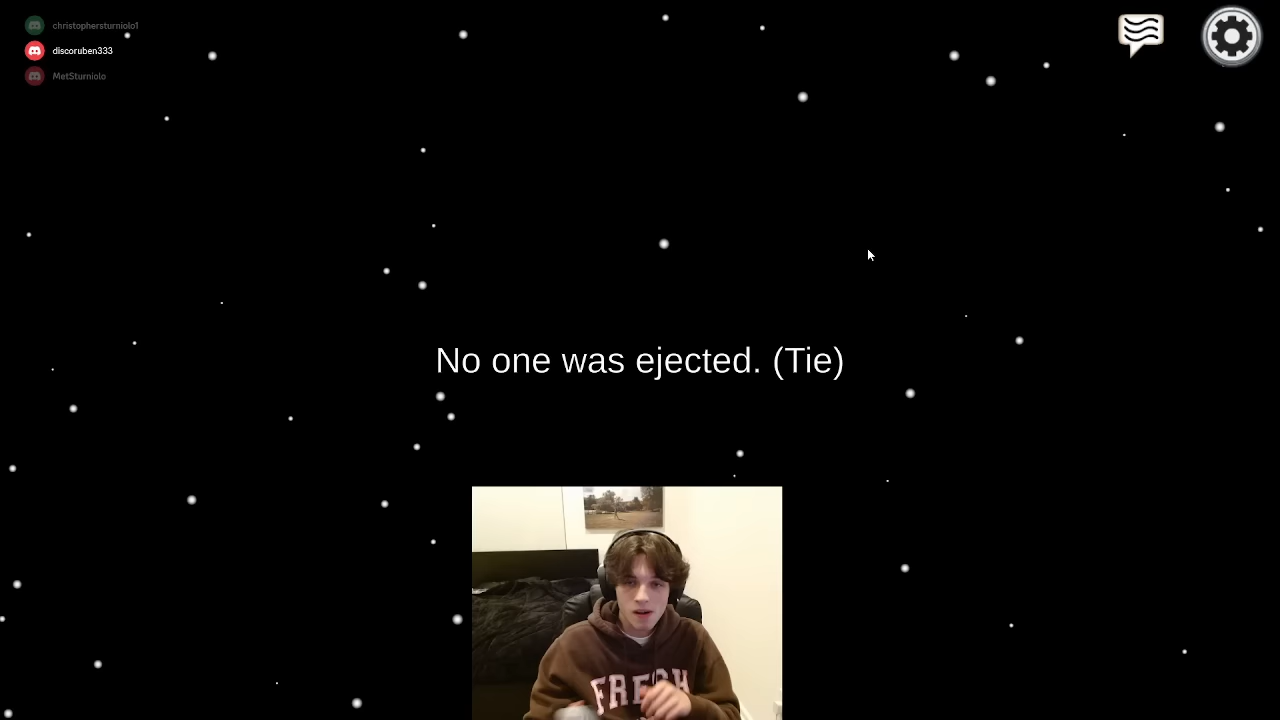 christophersturniolo1
discoruben333
MetSturniolo
No one was ejected. (Tie)
FRESH